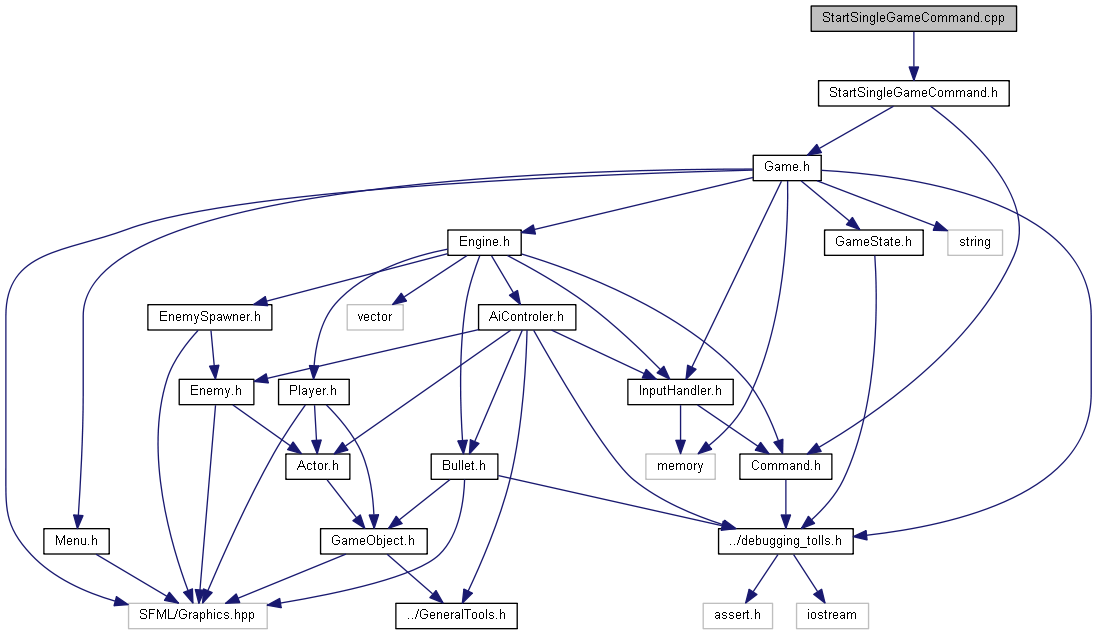 StartSingleGameCommand.cpp
StartSingleGameCommand.h
Game.h
Engine.h
GameState.h
string
EnemySpawner.h
vector
AiControler.h
Enemy.h
Player.h
InputHandler.h
Actor.h
Bullet.h
memory
Command.h
Menu.h
GameObject.h
../debugging_tolls.h
SFML/Graphics.hpp
../GeneralTools.h
assert.h
iostream